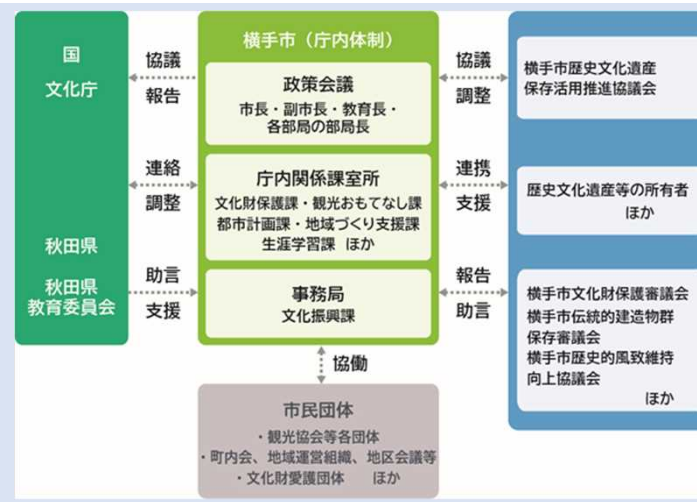 国
文化庁
秋田県
秋田県
教育委員会
協議
報告
連絡
調整
助言
支援
横手市（庁内体制）
政策会議
市長・副市長・教育長・
各部局の部局長
庁内関係課室所
文化財保護課・観光おもてなし課
都市計画課・地域づくり支援課
生涯学習課 ほか
事務局
文化振興課
協議
調整
連携
支援
報告
助言
横手市歴史文化遺産
保存活用推進協議会
歴史文化遺産等の所有者
ほか
横手市文化財保護審議会
横手市伝統的建造物群
保存審議会
横手市歴史的風致維持
向上協議会
ほか
協働
市民団体
・観光協会等各団体
・町内会、地域運営組織、地区会議等
・文化財愛護団体 ほか